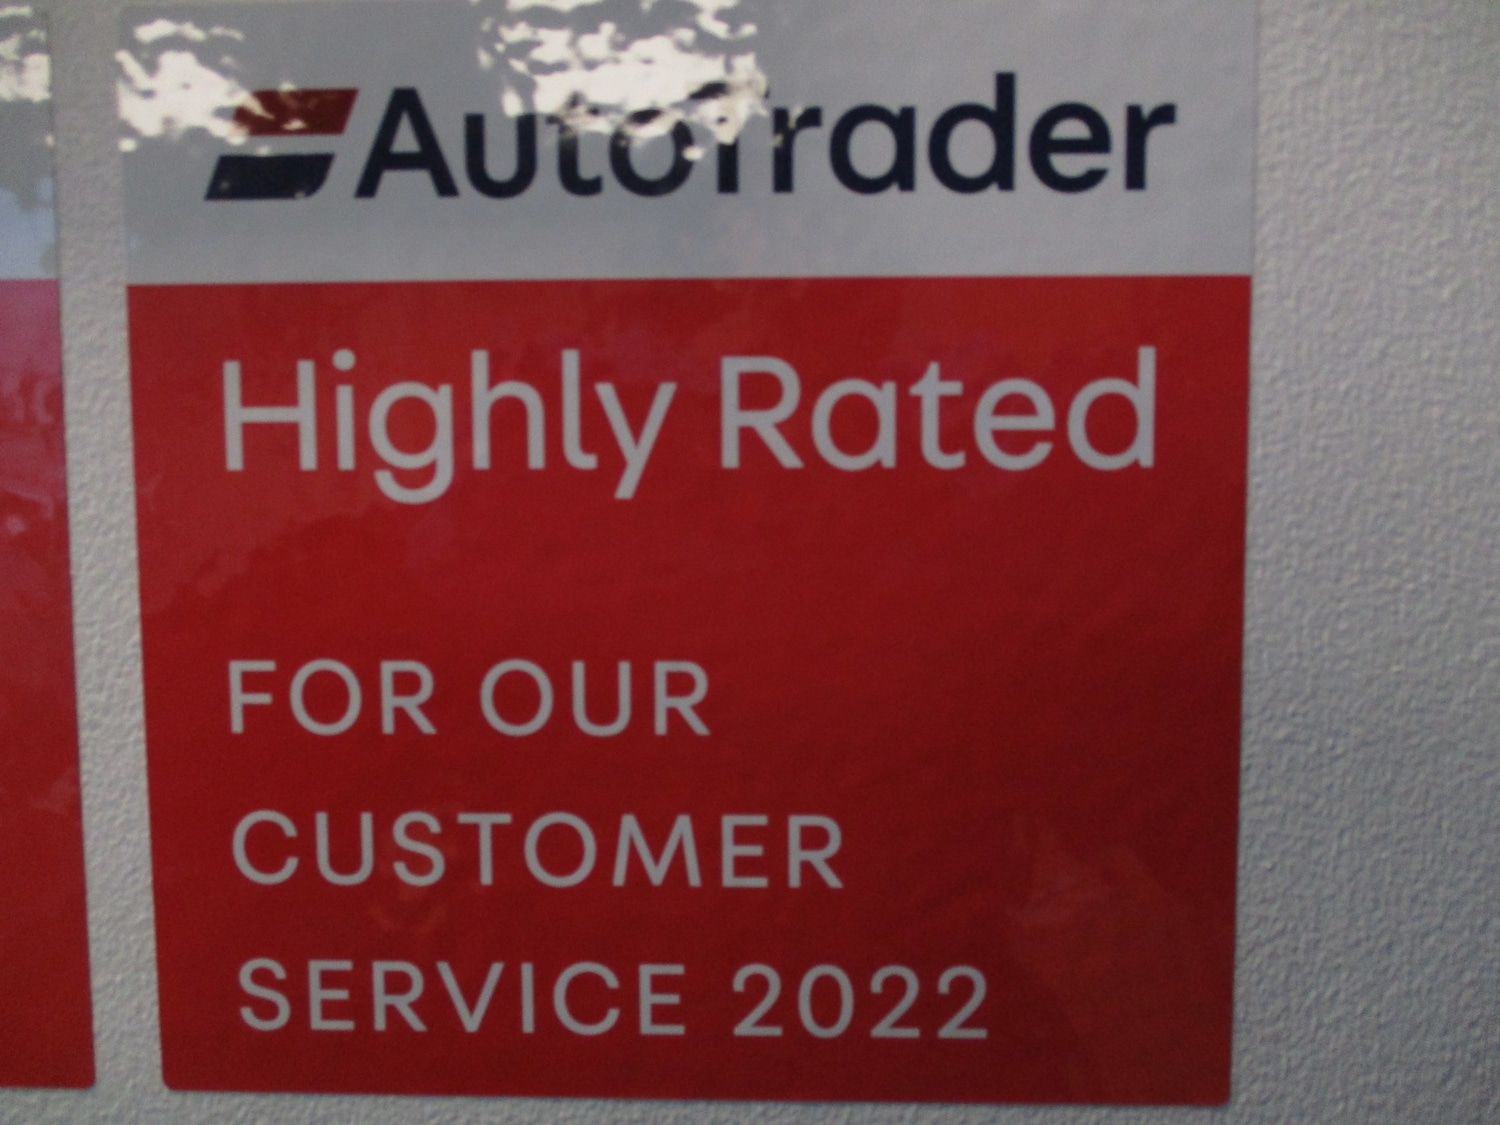 AutoTrader
Highly Rated
FOR OUR
CUSTOMER
SERVICE 2022